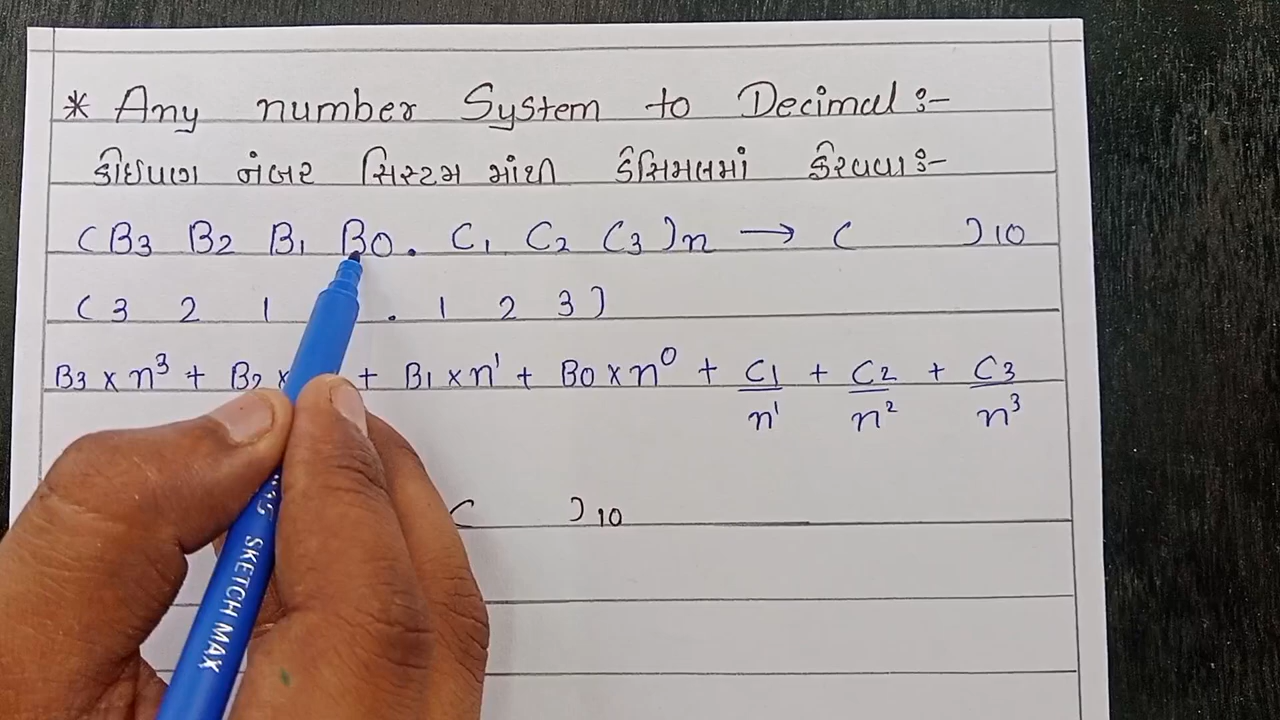 * Any number System to Decimal :-
કોઇપણ નંબર સિસ્ટમ માંથી ડેસિમલમાં ફેરવવા :-
(B3 B2 B1 B0 . C1 C2 C3)n → ( )10
(3 2 1 . 1 2 3)
B3 × n³ + B2 × + B1 × n¹ + B0 × n⁰ + C1/n¹ + C2/n² + C3/n³
( )10
SKETCH MAX